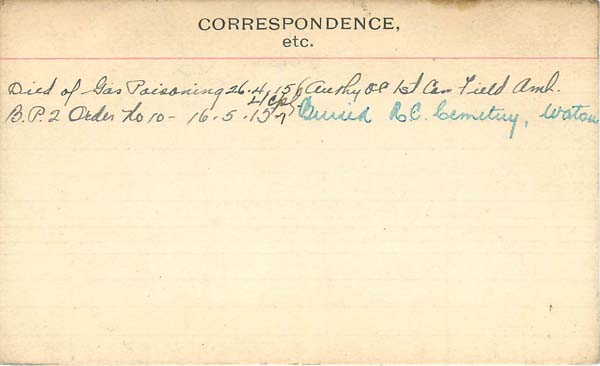 CORRESPONDENCE,
etc.
Died of Gas Poisoning 26.4.15 (Authy O.C 1st Can Field Amb.
B.P.2 Order No 10 - 16.5.15) Buried R.C. Cemetery, Watou